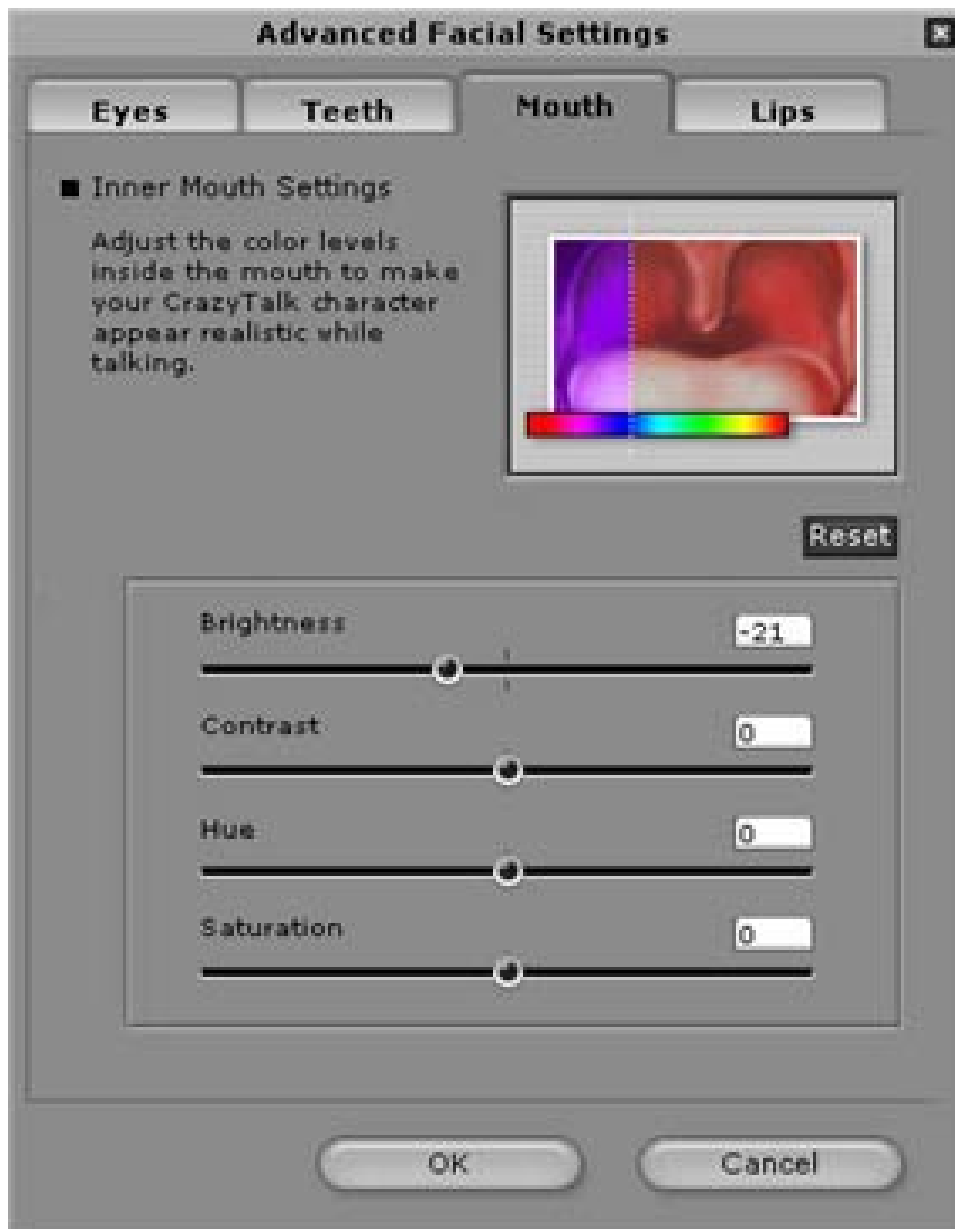 Advanced Facial Settings
Eyes
Teeth
Mouth
Lips
Inner Mouth Settings
Adjust the color levels
inside the mouth to make
your CrazyTalk character
appear realistic while
talking.
Reset
Brightness
-21
Contrast
0
Hue
0
Saturation
0
OK
Cancel